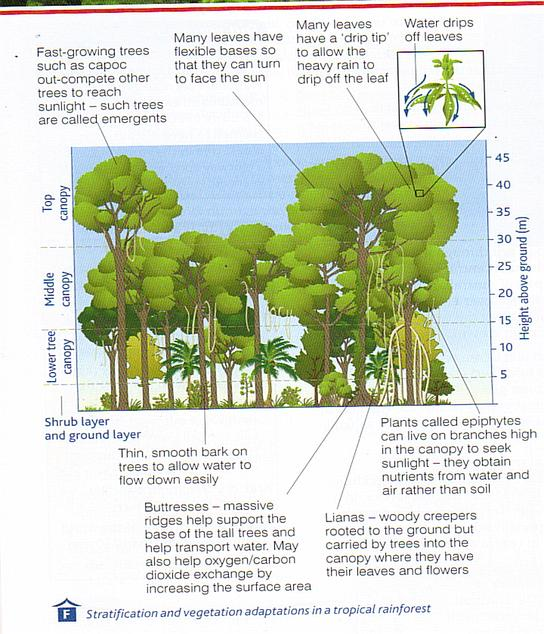 Fast-growing trees
such as capoc
out-compete other
trees to reach
sunlight – such trees
are called emergents
Many leaves have
flexible bases so
that they can turn
to face the sun
Many leaves
have a ‘drip tip’
to allow the
heavy rain to
drip off the leaf
Water drips
off leaves
Top
canopy
Middle
canopy
Lower tree
canopy
Shrub layer
and ground layer
45
40
35
30
25
20
15
10
5
Height above ground (m)
Thin, smooth bark on
trees to allow water to
flow down easily
Plants called epiphytes
can live on branches high
in the canopy to seek
sunlight – they obtain
nutrients from water and
air rather than soil
Buttresses – massive
ridges help support the
base of the tall trees and
help transport water. May
also help oxygen/carbon
dioxide exchange by
increasing the surface area
Lianas – woody creepers
rooted to the ground but
carried by trees into the
canopy where they have
their leaves and flowers
F Stratification and vegetation adaptations in a tropical rainforest